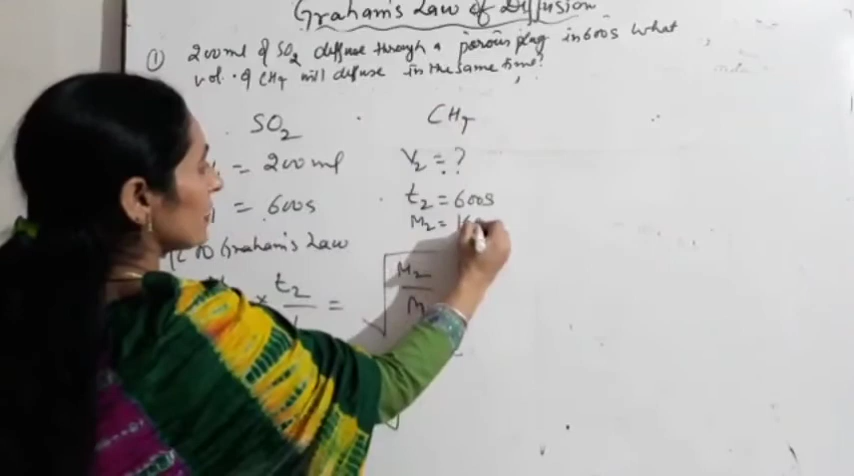 Graham's Law of Diffusion
① 200ml of SO2 diffuse through a porous plug in 600s What
vol. of CH4 will diffuse in the same time?
SO2 CH4
= 200ml V2 = ?
= 600s t2 = 600s
M2 =
Graham's Law
× t2 = √ M2
M